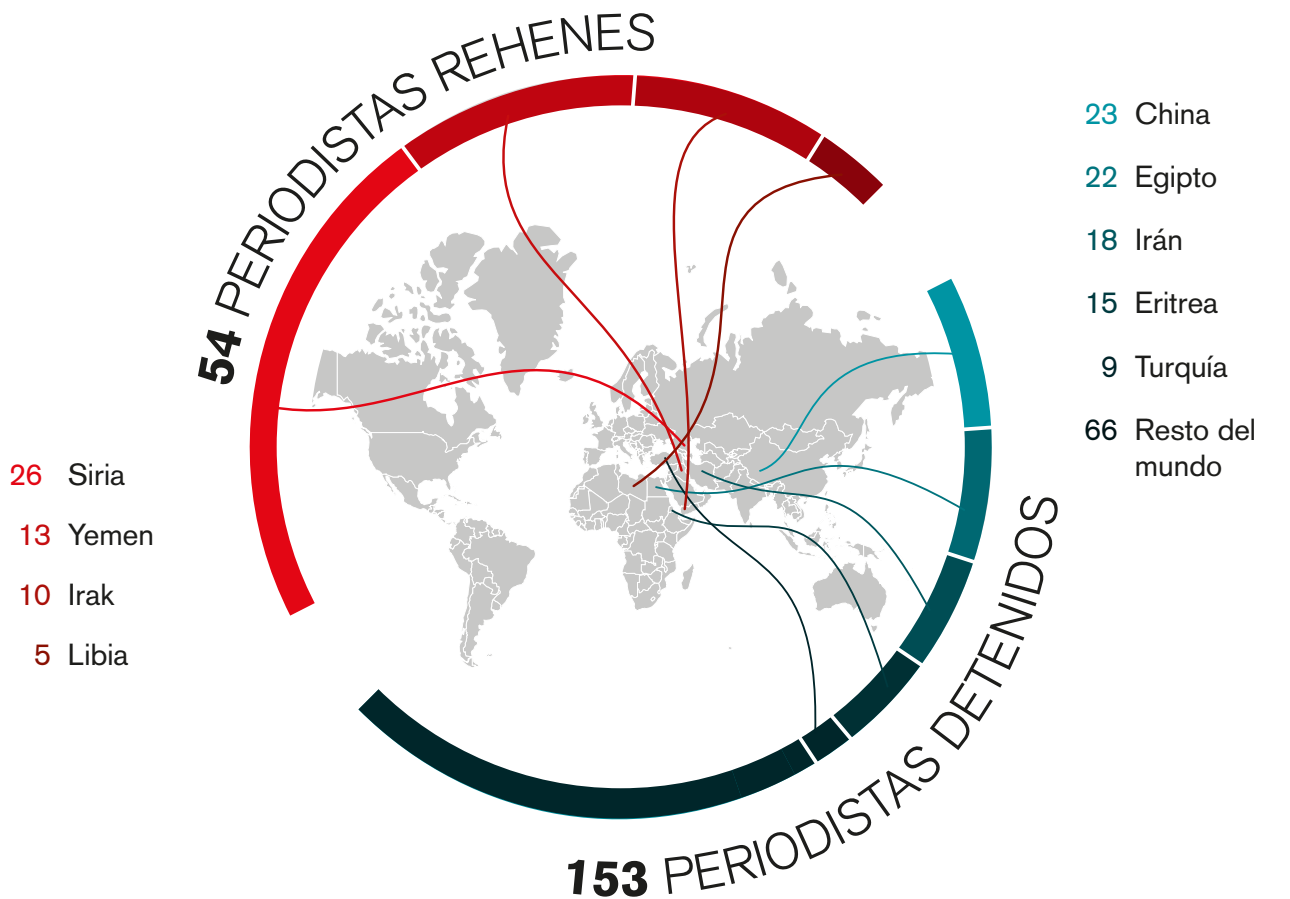 54 PERIODISTAS REHENES
26 Siria
13 Yemen
10 Irak
5 Libia
23 China
22 Egipto
18 Irán
15 Eritrea
9 Turquía
66 Resto del
mundo
153 PERIODISTAS DETENIDOS